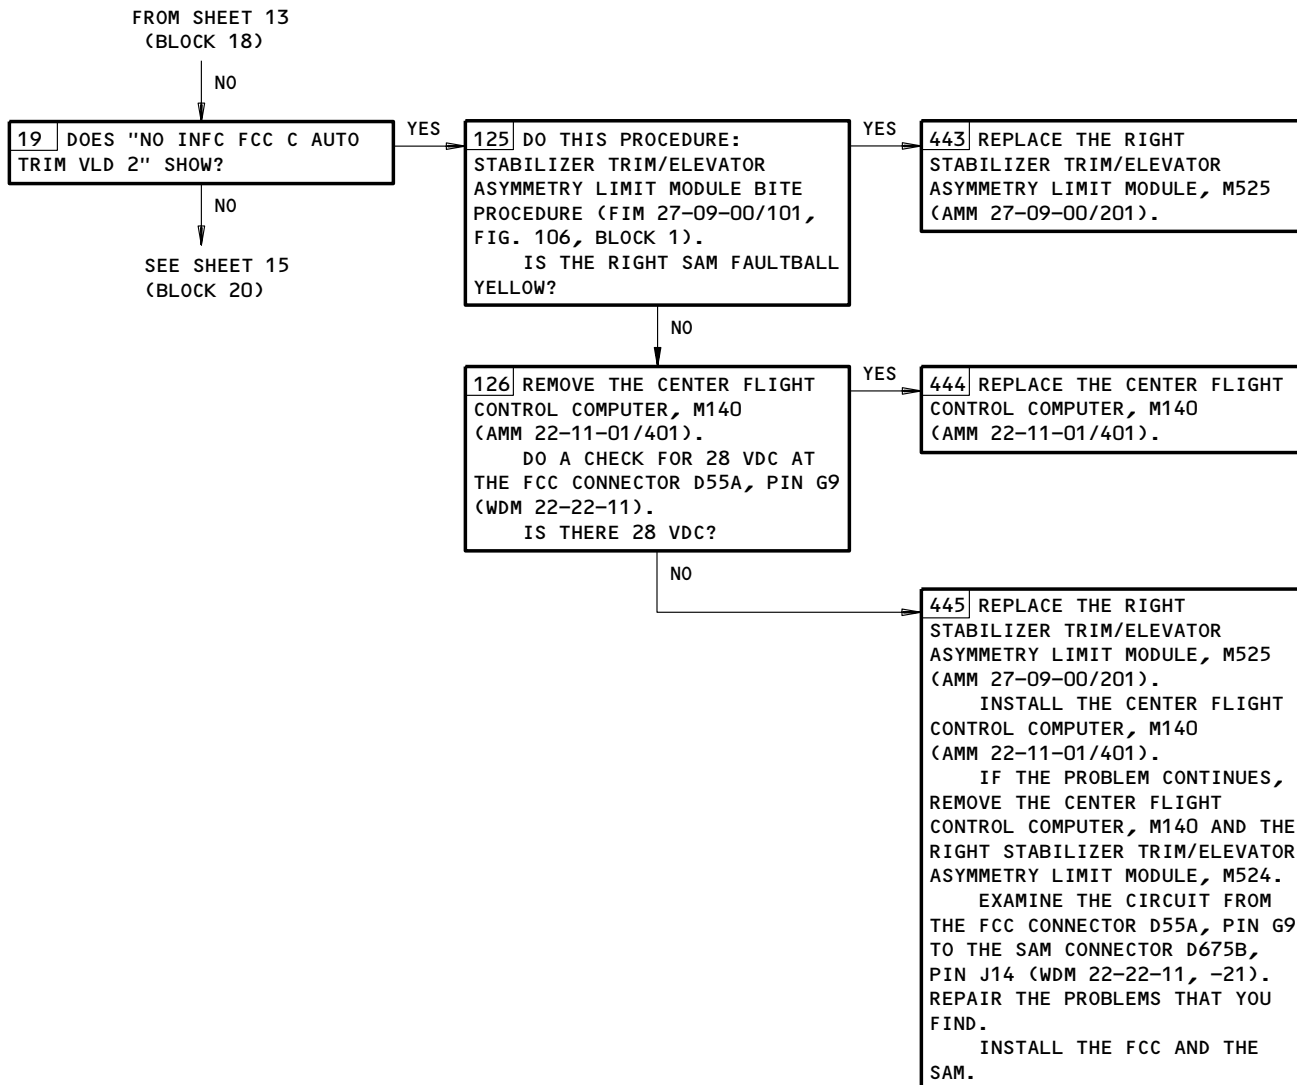 FROM SHEET 13
(BLOCK 18)
NO
19 DOES "NO INFC FCC C AUTO
TRIM VLD 2" SHOW?
YES
NO
SEE SHEET 15
(BLOCK 20)
125 DO THIS PROCEDURE:
STABILIZER TRIM/ELEVATOR
ASYMMETRY LIMIT MODULE BITE
PROCEDURE (FIM 27-09-00/101,
FIG. 106, BLOCK 1).
IS THE RIGHT SAM FAULTBALL
YELLOW?
YES
443 REPLACE THE RIGHT
STABILIZER TRIM/ELEVATOR
ASYMMETRY LIMIT MODULE, M525
(AMM 27-09-00/201).
NO
126 REMOVE THE CENTER FLIGHT
CONTROL COMPUTER, M140
(AMM 22-11-01/401).
DO A CHECK FOR 28 VDC AT
THE FCC CONNECTOR D55A, PIN G9
(WDM 22-22-11).
IS THERE 28 VDC?
YES
444 REPLACE THE CENTER FLIGHT
CONTROL COMPUTER, M140
(AMM 22-11-01/401).
NO
445 REPLACE THE RIGHT
STABILIZER TRIM/ELEVATOR
ASYMMETRY LIMIT MODULE, M525
(AMM 27-09-00/201).
INSTALL THE CENTER FLIGHT
CONTROL COMPUTER, M140
(AMM 22-11-01/401).
IF THE PROBLEM CONTINUES,
REMOVE THE CENTER FLIGHT
CONTROL COMPUTER, M140 AND THE
RIGHT STABILIZER TRIM/ELEVATOR
ASYMMETRY LIMIT MODULE, M524.
EXAMINE THE CIRCUIT FROM
THE FCC CONNECTOR D55A, PIN G9
TO THE SAM CONNECTOR D675B,
PIN J14 (WDM 22-22-11, -21).
REPAIR THE PROBLEMS THAT YOU
FIND.
INSTALL THE FCC AND THE
SAM.